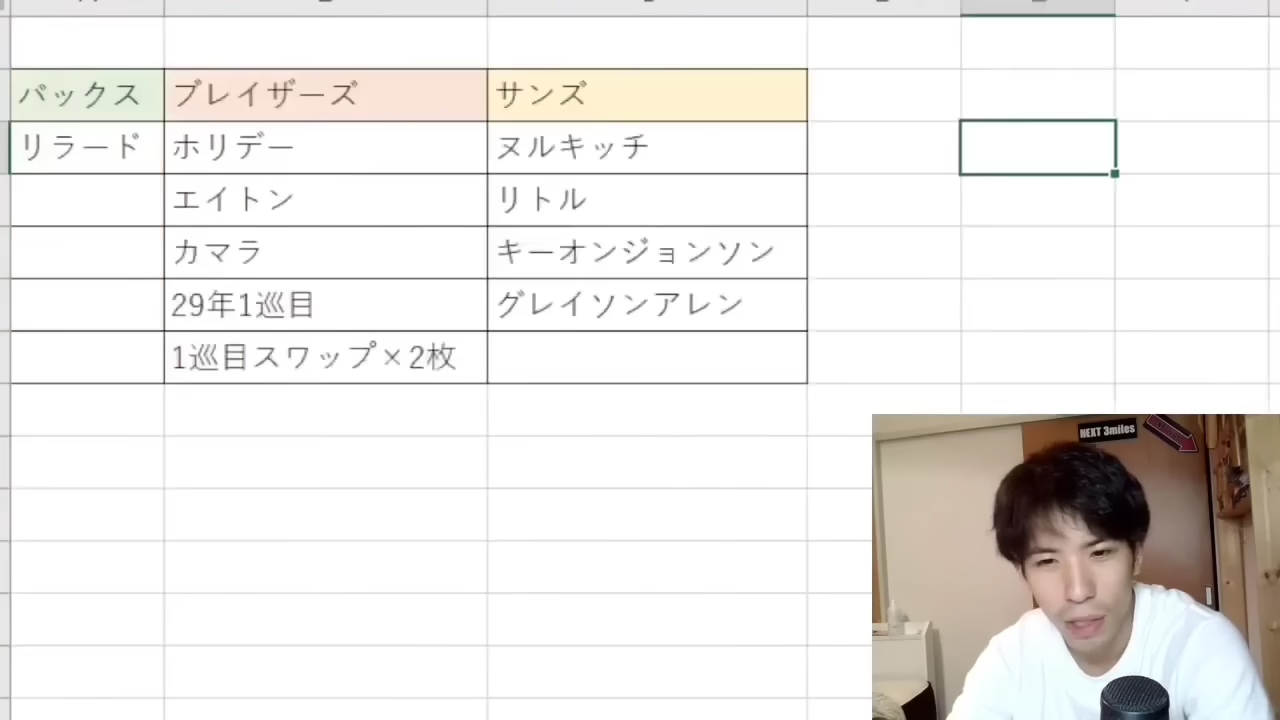 バックス ブレイザーズ サンズ
リラード ホリデー ヌルキッチ
エイトン リトル
カマラ キーオンジョンソン
29年1巡目 グレイソンアレン
1巡目スワップ×2枚
NEXT 3miles